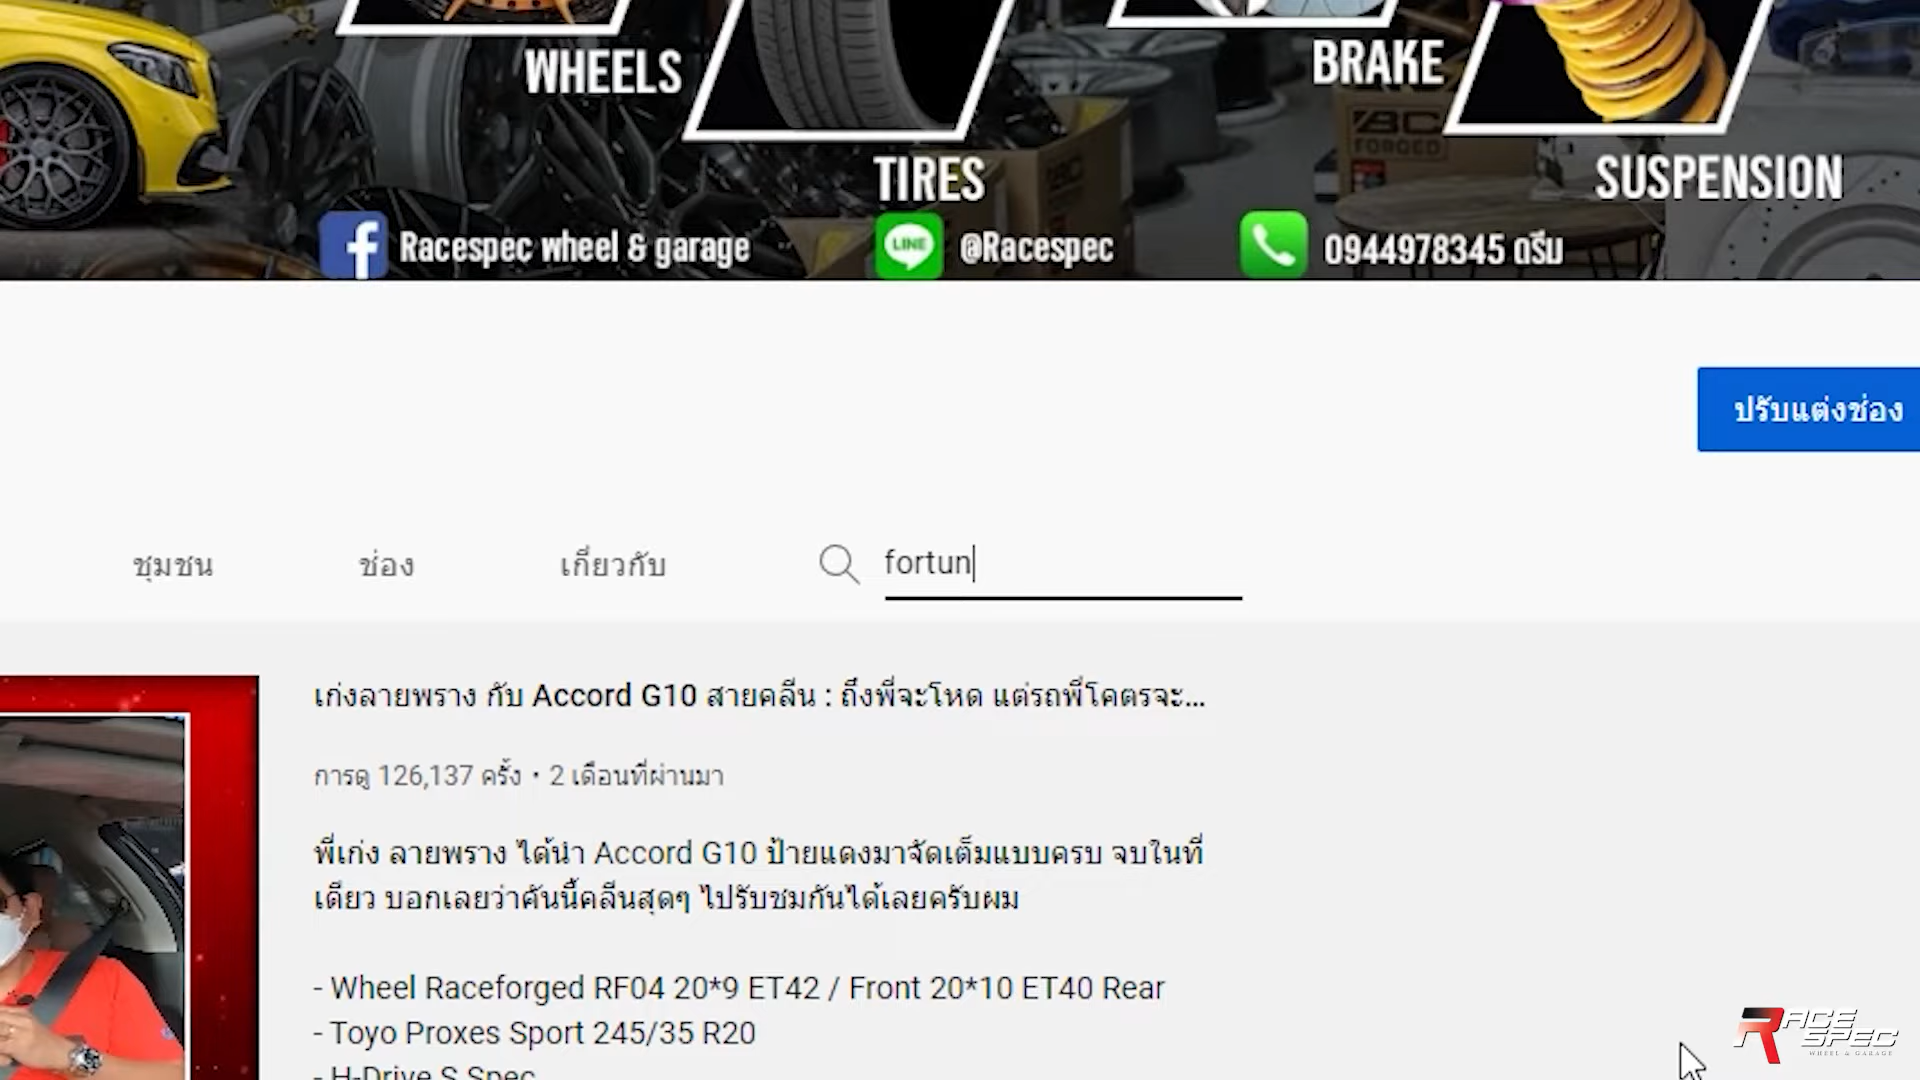 WHEELS
BRAKE
TIRES
SUSPENSION
BC
FORGED
Racespec wheel & garage
LINE
@Racespec
0944978345 ดรีม
ปรับแต่งช่อง
ชุมชน
ช่อง
เกี่ยวกับ
fortun
เก่งลายพราง กับ Accord G10 สายคลีน : ถึงพี่จะโหด แต่รถพี่โคตรจะ...
การดู 126,137 ครั้ง • 2 เดือนที่ผ่านมา
พี่เก่ง ลายพราง ได้นำ Accord G10 ป้ายแดงมาจัดเต็มแบบครบ จบในที่
เดียว บอกเลยว่าคันนี้คลีนสุดๆ ไปรับชมกันได้เลยครับผม
- Wheel Raceforged RF04 20*9 ET42 / Front 20*10 ET40 Rear
- Toyo Proxes Sport 245/35 R20
- H-Drive S Spec
RACE
SPEC
WHEEL & GARAGE